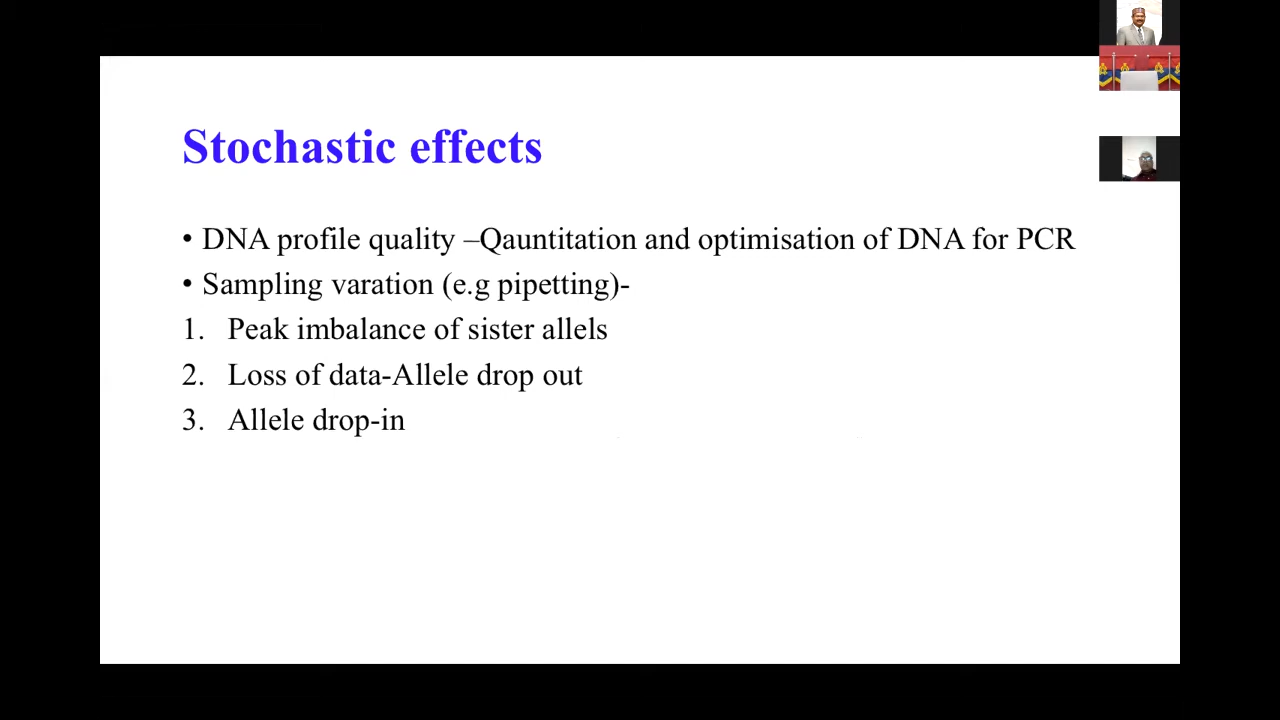 Stochastic effects
• DNA profile quality –Qauntitation and optimisation of DNA for PCR
• Sampling varation (e.g pipetting)-
1. Peak imbalance of sister allels
2. Loss of data-Allele drop out
3. Allele drop-in